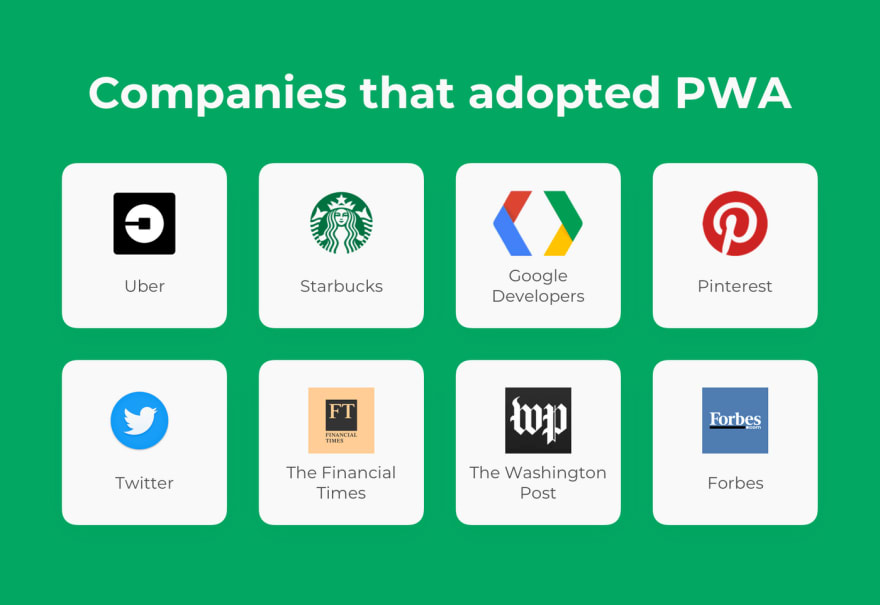 Companies that adopted PWA
Uber
Starbucks
Google
Developers
Pinterest
Twitter
FT
FINANCIAL
TIMES
The Financial
Times
wp
The Washington
Post
Forbes
.com
Forbes